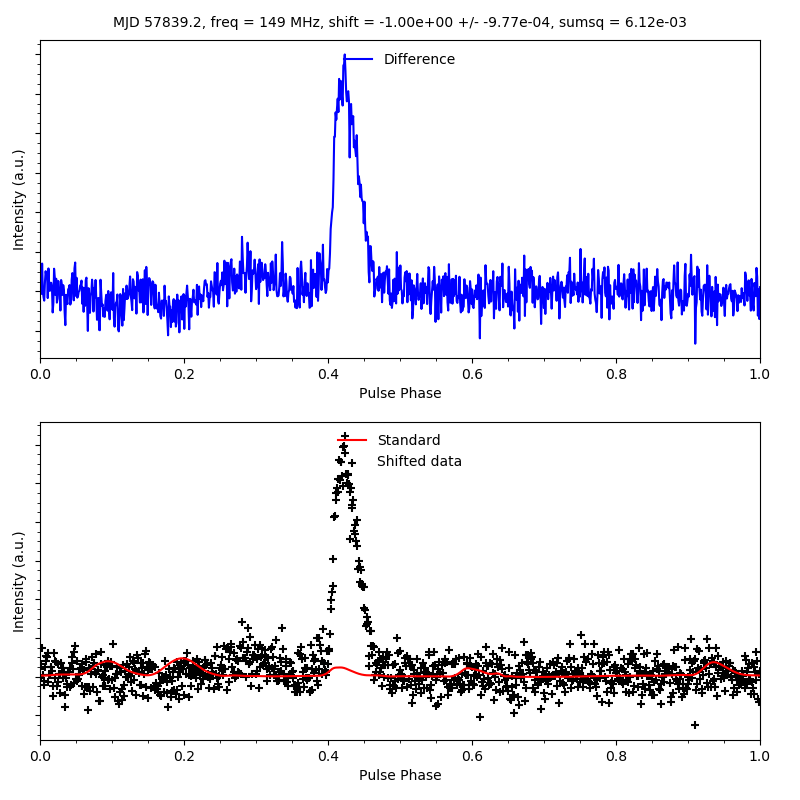 MJD 57839.2, freq = 149 MHz, shift = -1.00e+00 +/- -9.77e-04, sumsq = 6.12e-03
Difference
Intensity (a.u.)
0.0 0.2 0.4 0.6 0.8 1.0
Pulse Phase
Standard
Shifted data
Intensity (a.u.)
0.0 0.2 0.4 0.6 0.8 1.0
Pulse Phase